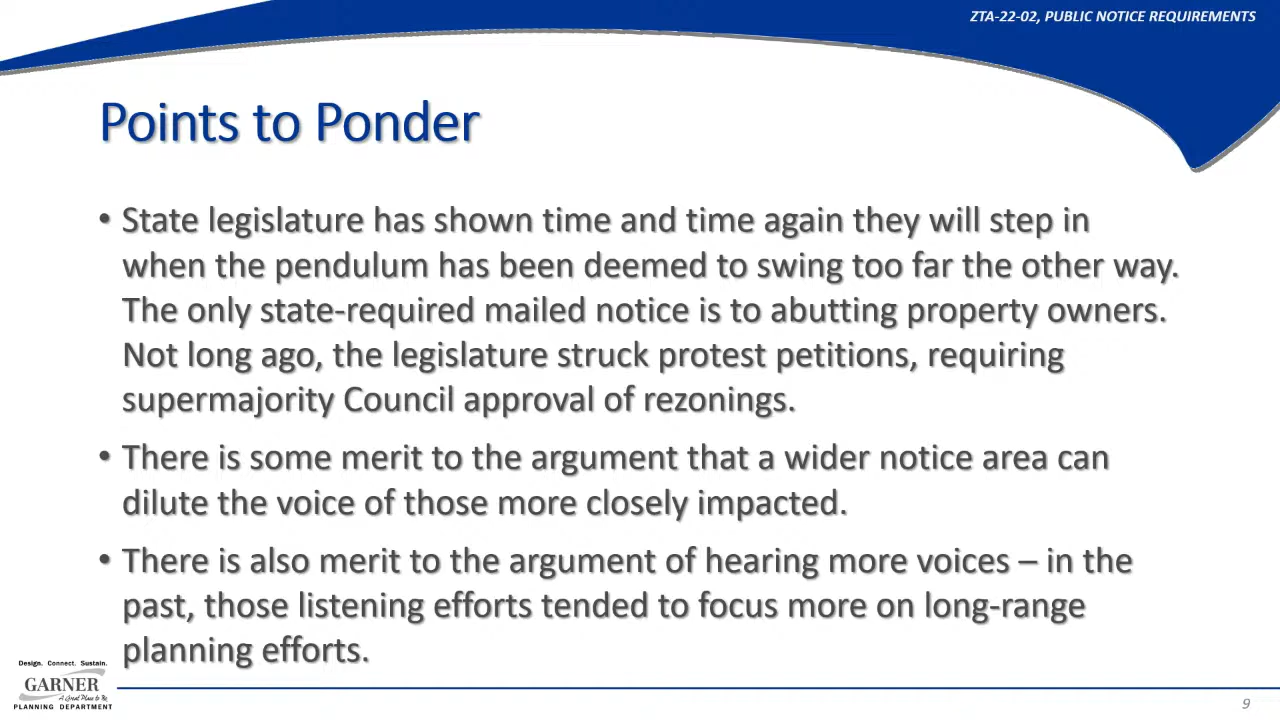 ZTA-22-02, PUBLIC NOTICE REQUIREMENTS
Points to Ponder
• State legislature has shown time and time again they will step in
when the pendulum has been deemed to swing too far the other way.
The only state-required mailed notice is to abutting property owners.
Not long ago, the legislature struck protest petitions, requiring
supermajority Council approval of rezonings.
• There is some merit to the argument that a wider notice area can
dilute the voice of those more closely impacted.
• There is also merit to the argument of hearing more voices – in the
past, those listening efforts tended to focus more on long-range
planning efforts.
Design. Connect. Sustain.
GARNER
A Great Place to Be
PLANNING DEPARTMENT
9